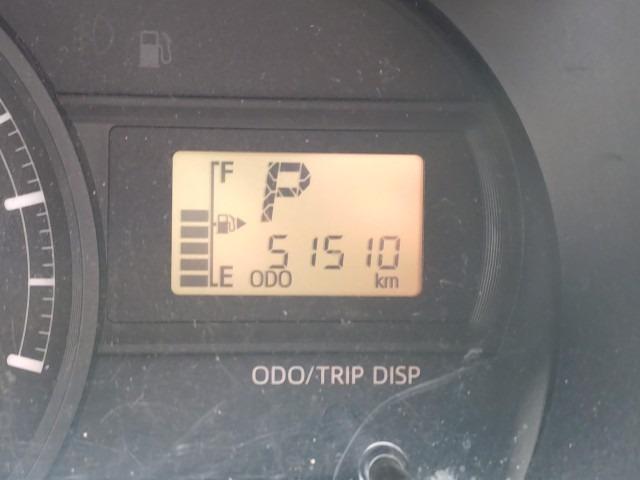 F
P
51510
E ODO km
ODO/TRIP DISP